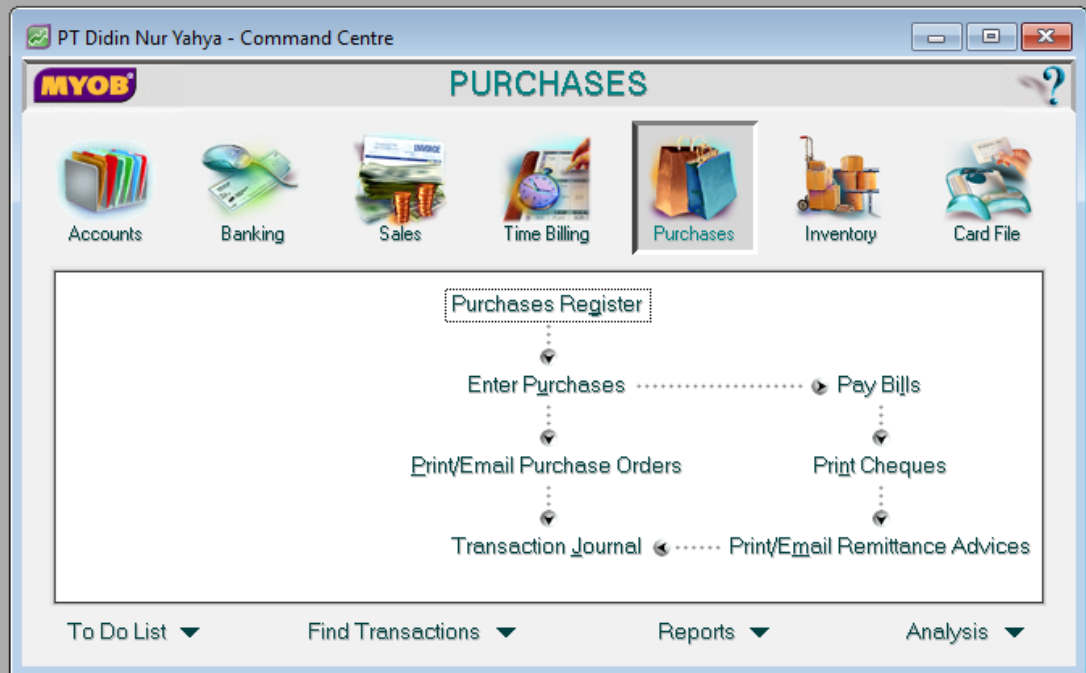 PT Didin Nur Yahya - Command Centre
MYOB PURCHASES ?
INVOICE
Accounts Banking Sales Time Billing Purchases Inventory Card File
Purchases Register
Enter Purchases Pay Bills
Print/Email Purchase Orders Print Cheques
Transaction Journal Print/Email Remittance Advices
To Do List Find Transactions Reports Analysis